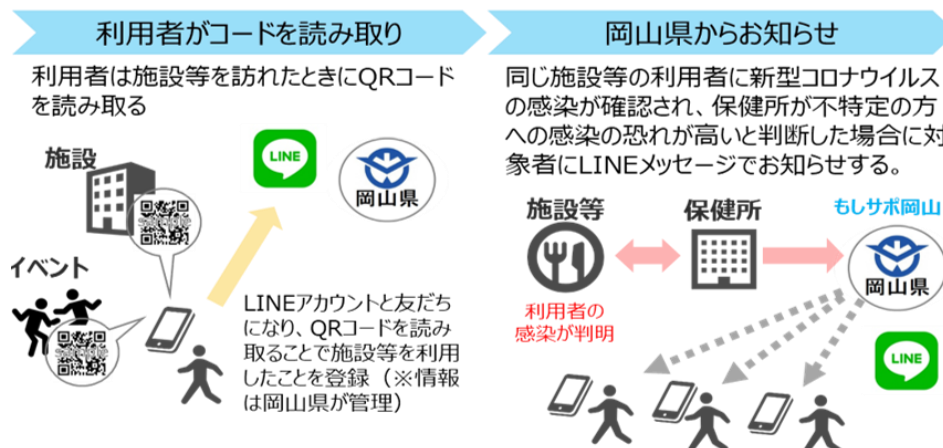 利用者がコードを読み取り
利用者は施設等を訪れたときにQRコード
を読み取る
施設
LINE
岡山県
イベント
LINEアカウントと友だち
になり、QRコードを読み
取ることで施設等を利用
したことを登録（※情報
は岡山県が管理）
岡山県からお知らせ
同じ施設等の利用者に新型コロナウイルス
の感染が確認され、保健所が不特定の方
への感染の恐れが高いと判断した場合に対
象者にLINEメッセージでお知らせする。
施設等
保健所
もしサポ岡山
岡山県
利用者の
感染が判明
LINE